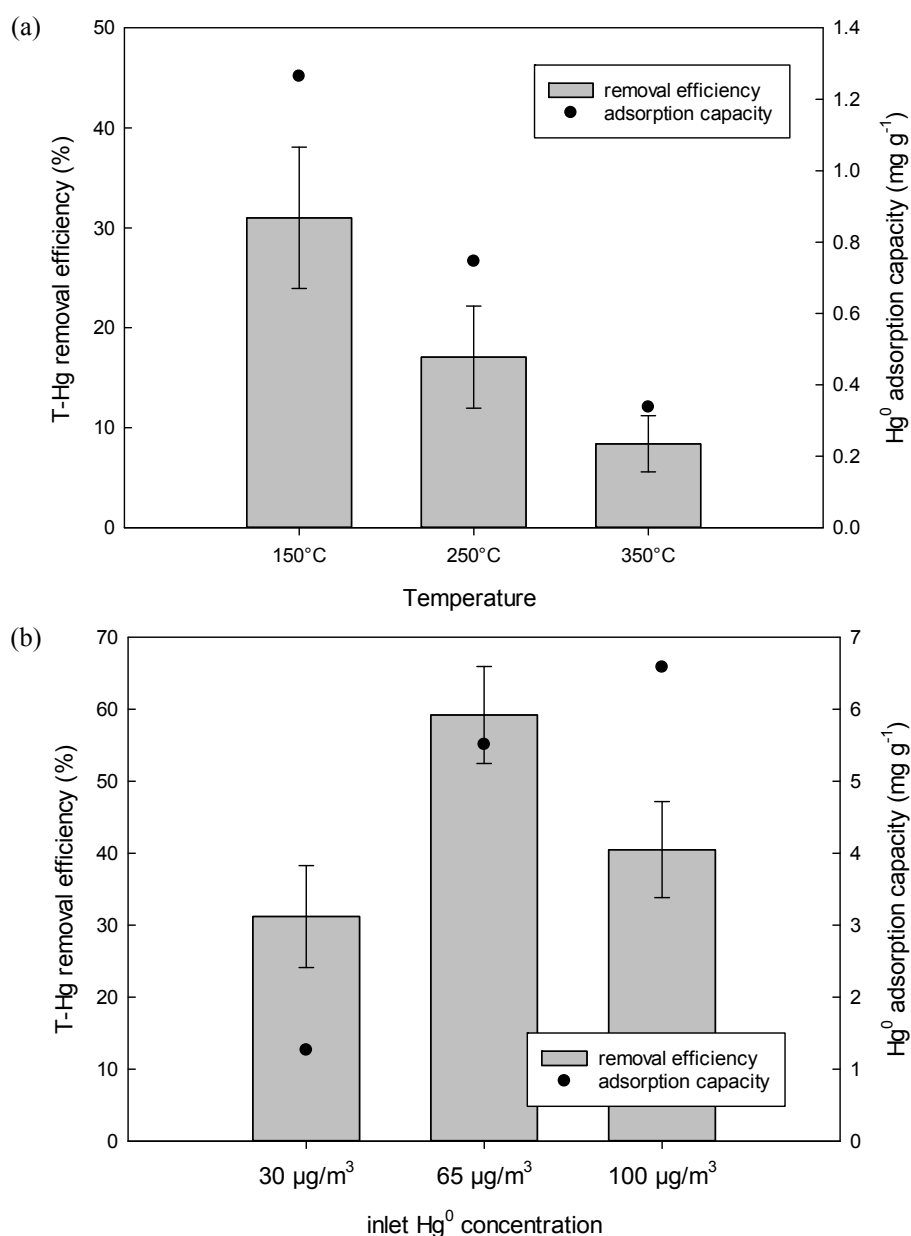 (a)
50
40
30
20
10
0
T-Hg removal efficiency (%)
removal efficiency
adsorption capacity
1.4
1.2
1.0
0.8
0.6
0.4
0.2
0.0
Hg⁰ adsorption capacity (mg g⁻¹)
150°C 250°C 350°C
Temperature
(b)
70
60
50
40
30
20
10
0
T-Hg removal efficiency (%)
removal efficiency
adsorption capacity
7
6
5
4
3
2
1
0
Hg⁰ adsorption capacity (mg g⁻¹)
30 µg/m³ 65 µg/m³ 100 µg/m³
inlet Hg⁰ concentration